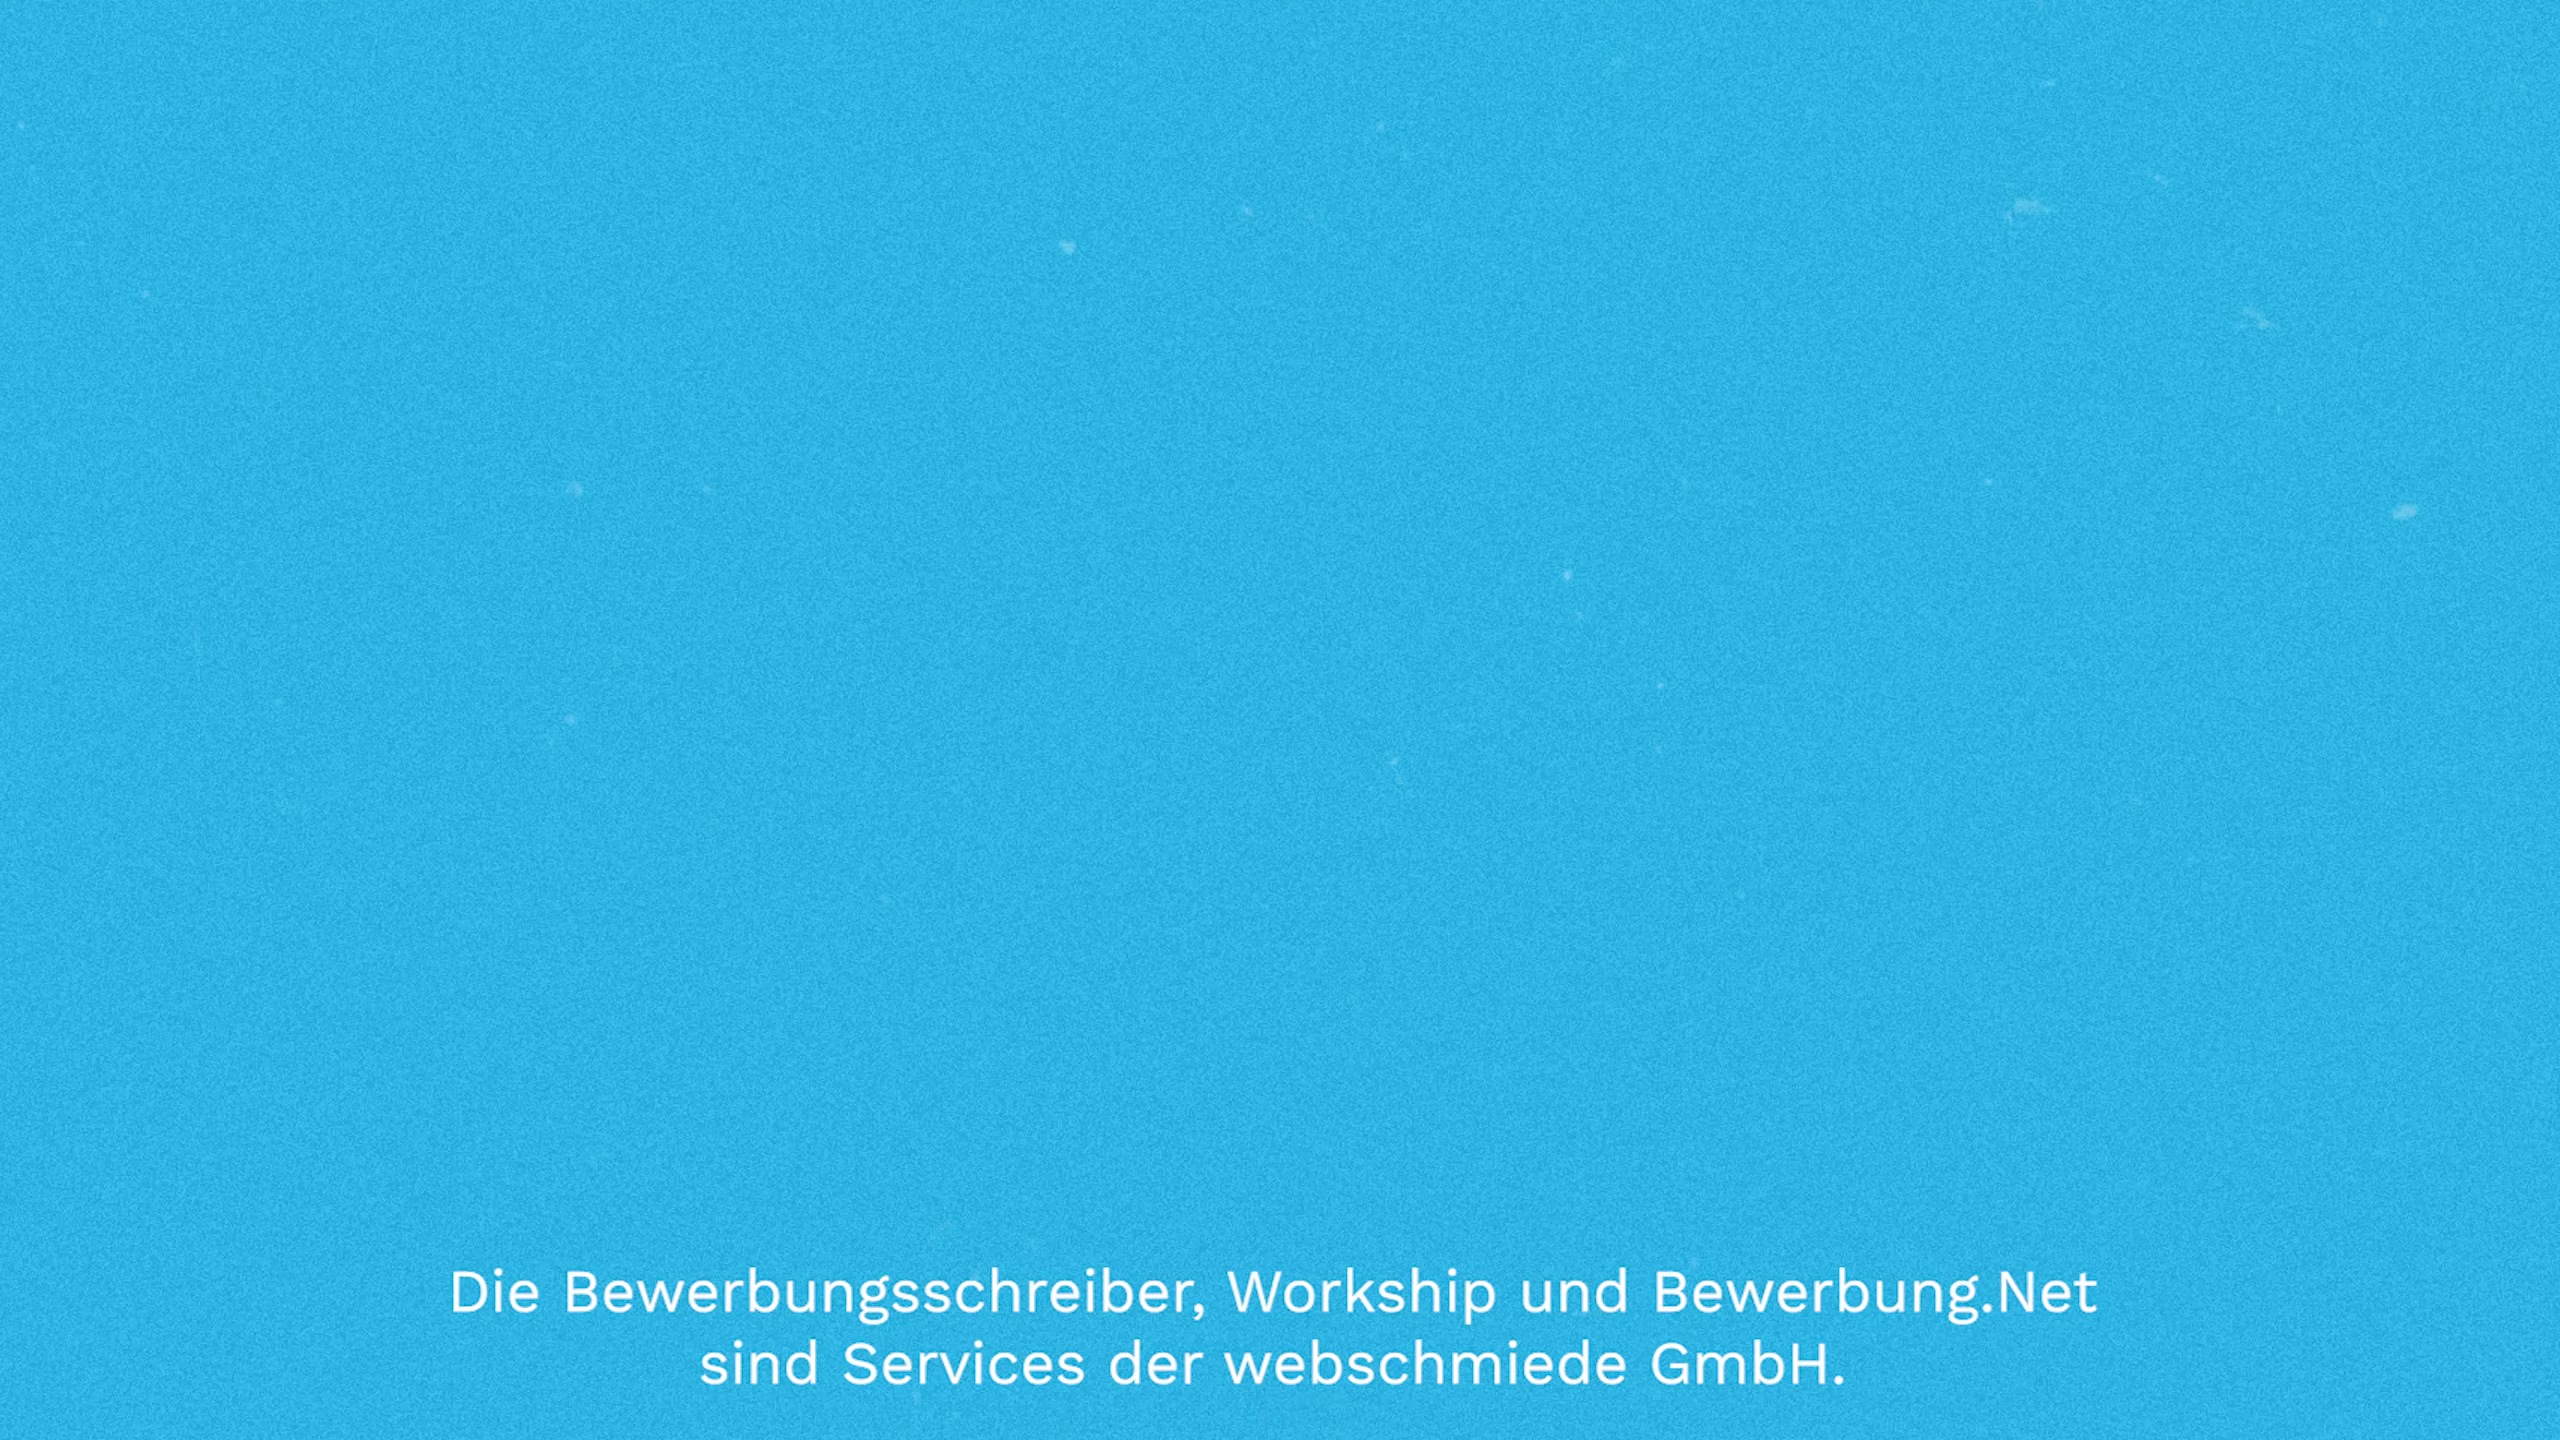 Die Bewerbungsschreiber, Workship und Bewerbung.Net
sind Services der webschmiede GmbH.